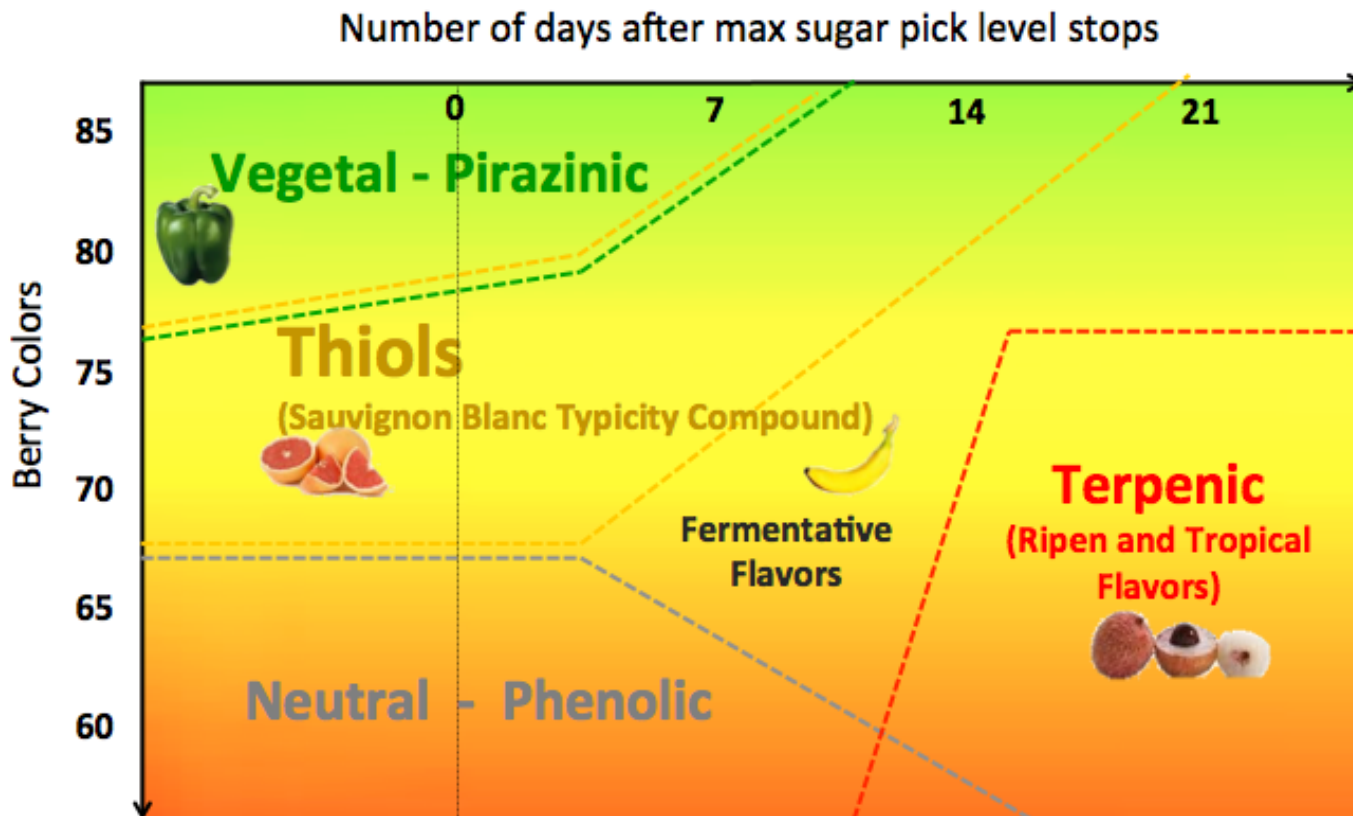 Number of days after max sugar pick level stops
0 7 14 21
85
Vegetal - Pirazinic
80
Thiols
75
(Sauvignon Blanc Typicity Compound)
Berry Colors
70
Terpenic
Fermentative
(Ripen and Tropical
Flavors
Flavors)
65
Neutral - Phenolic
60